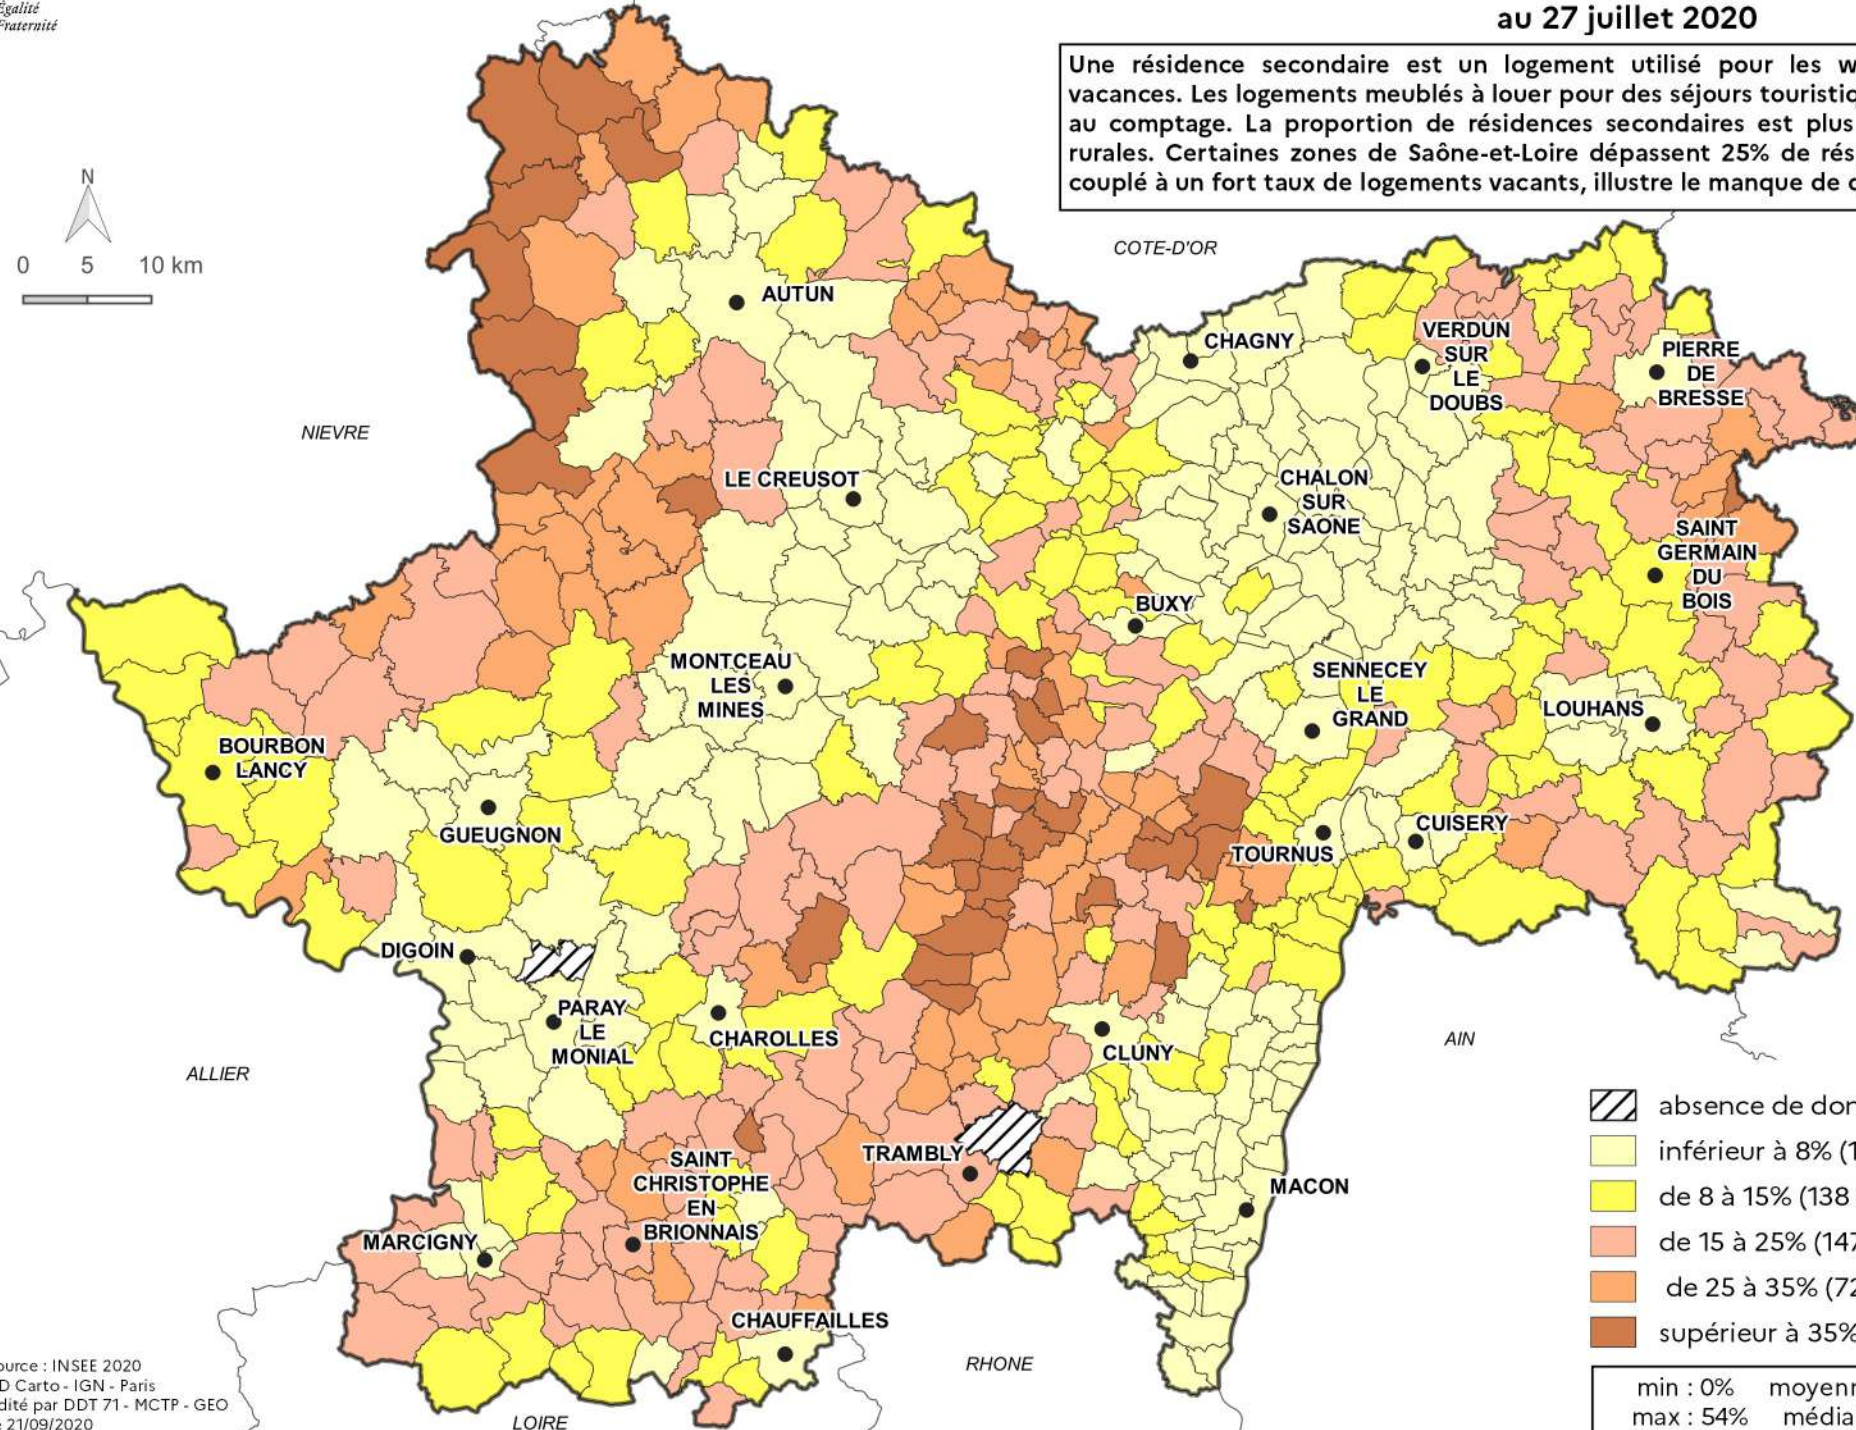 Égalité
Fraternité
au 27 juillet 2020
Une résidence secondaire est un logement utilisé pour les w
vacances. Les logements meublés à louer pour des séjours touristiq
au comptage. La proportion de résidences secondaires est plus
rurales. Certaines zones de Saône-et-Loire dépassent 25% de rés
couplé à un fort taux de logements vacants, illustre le manque de
N
0 5 10 km
COTE-D'OR
NIEVRE
AUTUN
CHAGNY
VERDUN
SUR
LE
DOUBS
PIERRE
DE
BRESSE
LE CREUSOT
CHALON
SUR
SAONE
SAINT
GERMAIN
DU
BOIS
BUXY
MONTCEAU
LES
MINES
SENNECEY
LE
GRAND
LOUHANS
BOURBON
LANCY
GUEUGNON
TOURNUS
CUISERY
DIGOIN
PARAY
LE
MONIAL
CHAROLLES
CLUNY
AIN
ALLIER
TRAMBLY
SAINT
CHRISTOPHE
EN
BRIONNAIS
MACON
MARCIGNY
CHAUFFAILLES
RHONE
LOIRE
absence de don
inférieur à 8% (1
de 8 à 15% (138
de 15 à 25% (147
de 25 à 35% (72
supérieur à 35%
min : 0% moyenn
max : 54% média
ource : INSEE 2020
D Carto - IGN - Paris
dité par DDT 71 - MCTP - GEO
e 21/09/2020